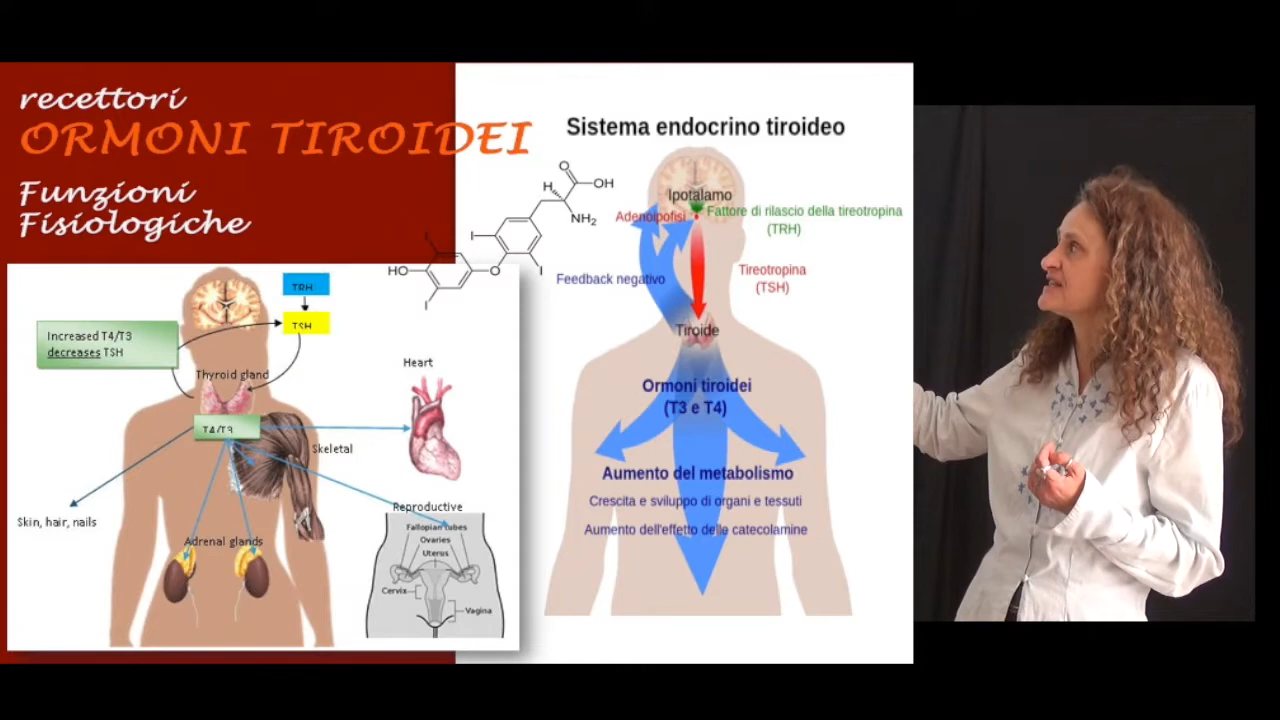 recettori
ORMONI TIROIDEI
Funzioni
Fisiologiche
TRH
TSH
Increased T4/T3
decreases TSH
Thyroid gland
T4/T3
Heart
Skeletal
Skin, hair, nails
Adrenal glands
Reproductive
Fallopian tubes
Ovaries
Uterus
Cervix
Vagina
O
OH
H
NH₂
I
I
O
HO
I
I
Sistema endocrino tiroideo
Ipotalamo
Adenoipofisi
Fattore di rilascio della tireotropina
(TRH)
Feedback negativo
Tireotropina
(TSH)
Tiroide
Ormoni tiroidei
(T3 e T4)
Aumento del metabolismo
Crescita e sviluppo di organi e tessuti
Aumento dell'effetto delle catecolamine